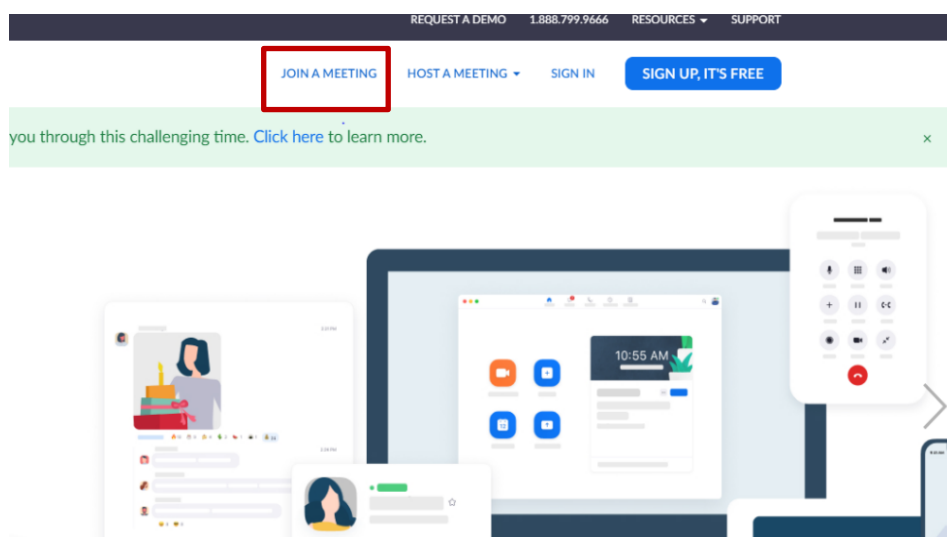 REQUEST A DEMO 1.888.799.9666 RESOURCES SUPPORT
JOIN A MEETING HOST A MEETING SIGN IN SIGN UP, IT'S FREE
you through this challenging time. Click here to learn more.
10:55 AM